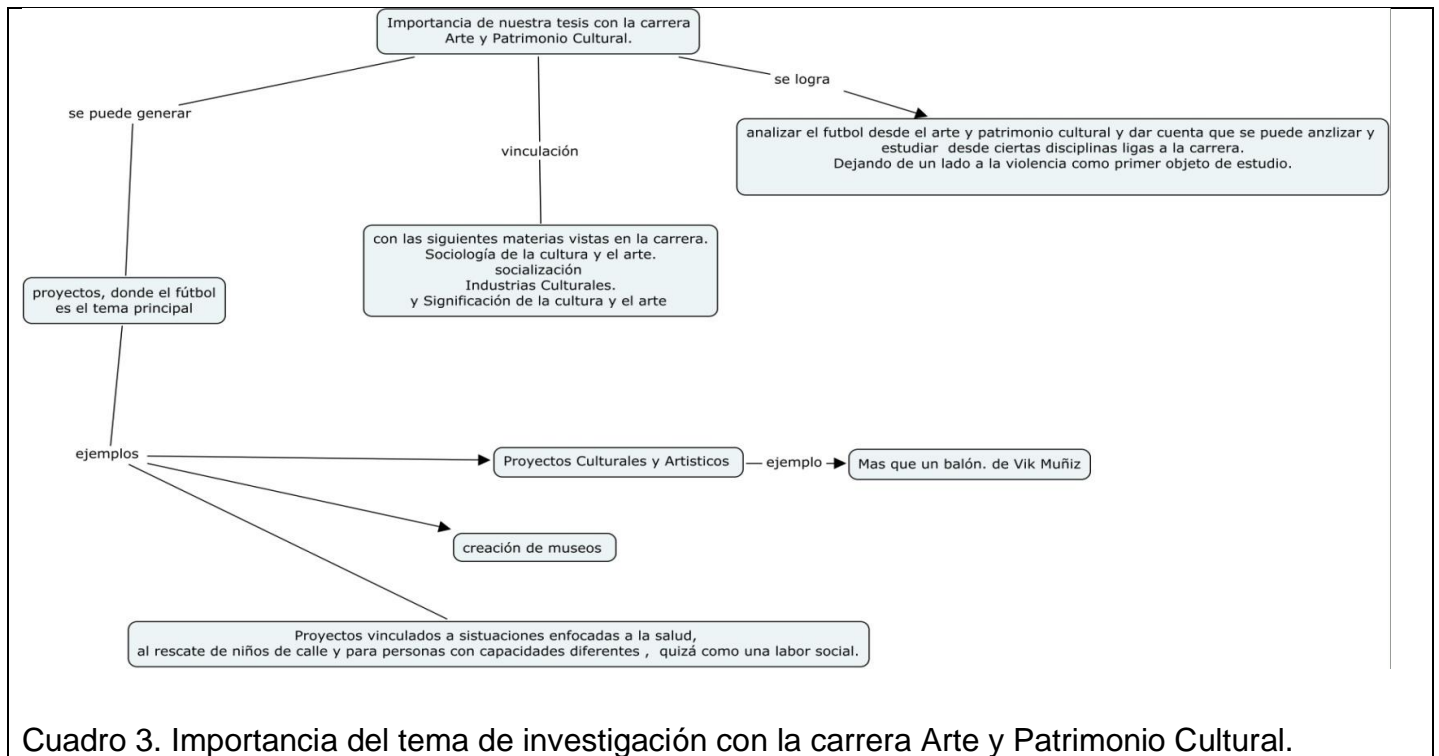 Importancia de nuestra tesis con la carrera
Arte y Patrimonio Cultural.
se logra
se puede generar
analizar el futbol desde el arte y patrimonio cultural y dar cuenta que se puede anzlizar y
estudiar desde ciertas disciplinas ligas a la carrera.
Dejando de un lado a la violencia como primer objeto de estudio.
vinculación
con las siguientes materias vistas en la carrera.
Sociología de la cultura y el arte.
socialización
Industrias Culturales.
y Significación de la cultura y el arte
proyectos, donde el fútbol
es el tema principal
ejemplos
Proyectos Culturales y Artisticos
ejemplo
Mas que un balón. de Vik Muñiz
creación de museos
Proyectos vinculados a sistuaciones enfocadas a la salud,
al rescate de niños de calle y para personas con capacidades diferentes , quizá como una labor social.
Cuadro 3. Importancia del tema de investigación con la carrera Arte y Patrimonio Cultural.